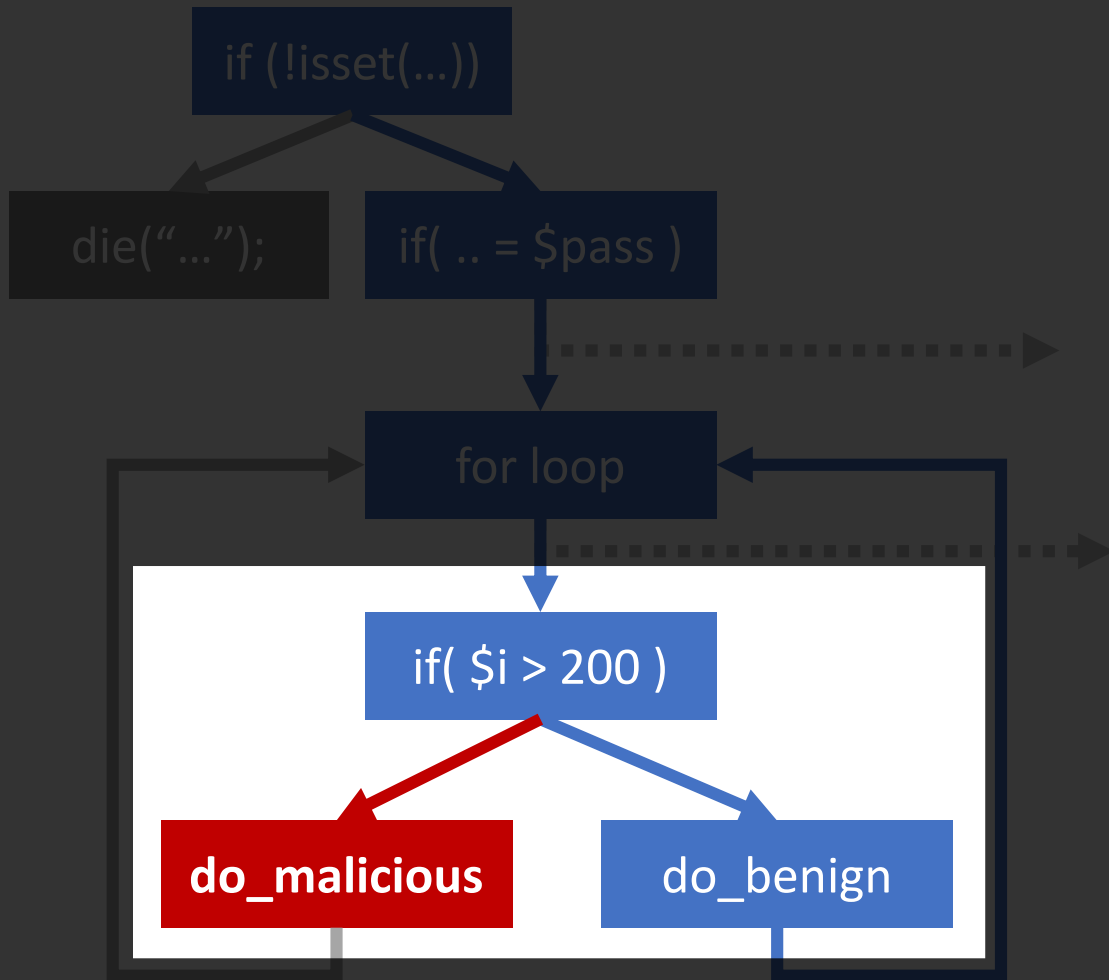 if (!isset(…))
die(“…”);
if( .. = $pass )
for loop
if( $i > 200 )
do_malicious
do_benign